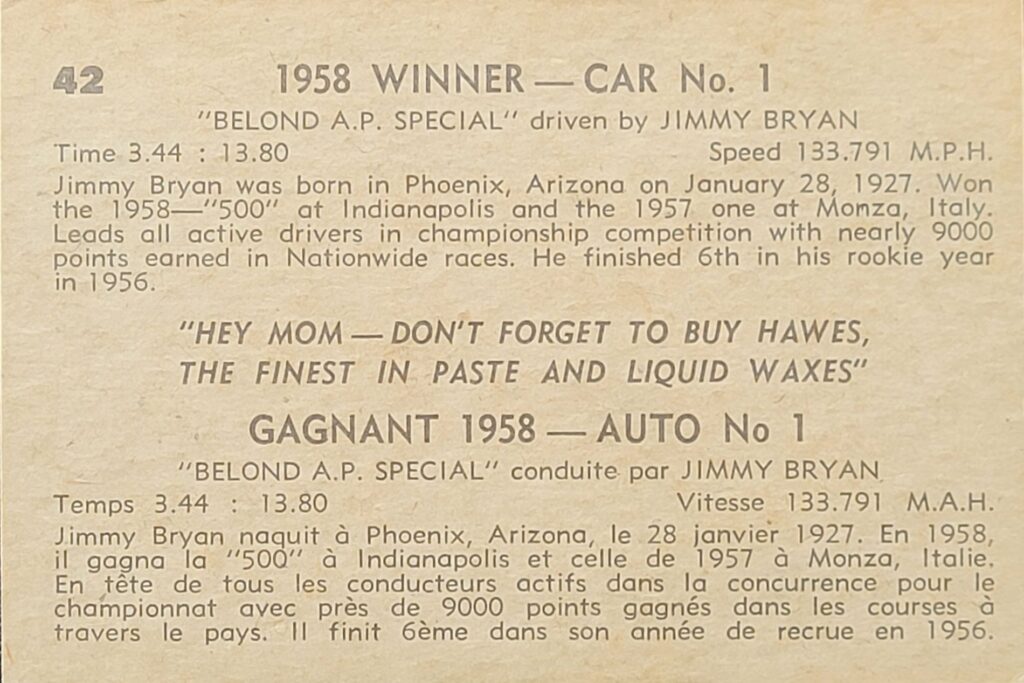 42
1958 WINNER — CAR No. 1
"BELOND A.P. SPECIAL" driven by JIMMY BRYAN
Time 3.44 : 13.80 Speed 133.791 M.P.H.
Jimmy Bryan was born in Phoenix, Arizona on January 28, 1927. Won
the 1958—"500" at Indianapolis and the 1957 one at Monza, Italy.
Leads all active drivers in championship competition with nearly 9000
points earned in Nationwide races. He finished 6th in his rookie year
in 1956.
"HEY MOM — DON'T FORGET TO BUY HAWES,
THE FINEST IN PASTE AND LIQUID WAXES"
GAGNANT 1958 — AUTO No 1
"BELOND A.P. SPECIAL" conduite par JIMMY BRYAN
Temps 3.44 : 13.80 Vitesse 133.791 M.A.H.
Jimmy Bryan naquit à Phoenix, Arizona, le 28 janvier 1927. En 1958,
il gagna la "500" à Indianapolis et celle de 1957 à Monza, Italie.
En tête de tous les conducteurs actifs dans la concurrence pour le
championnat avec près de 9000 points gagnés dans les courses à
travers le pays. Il finit 6ème dans son année de recrue en 1956.